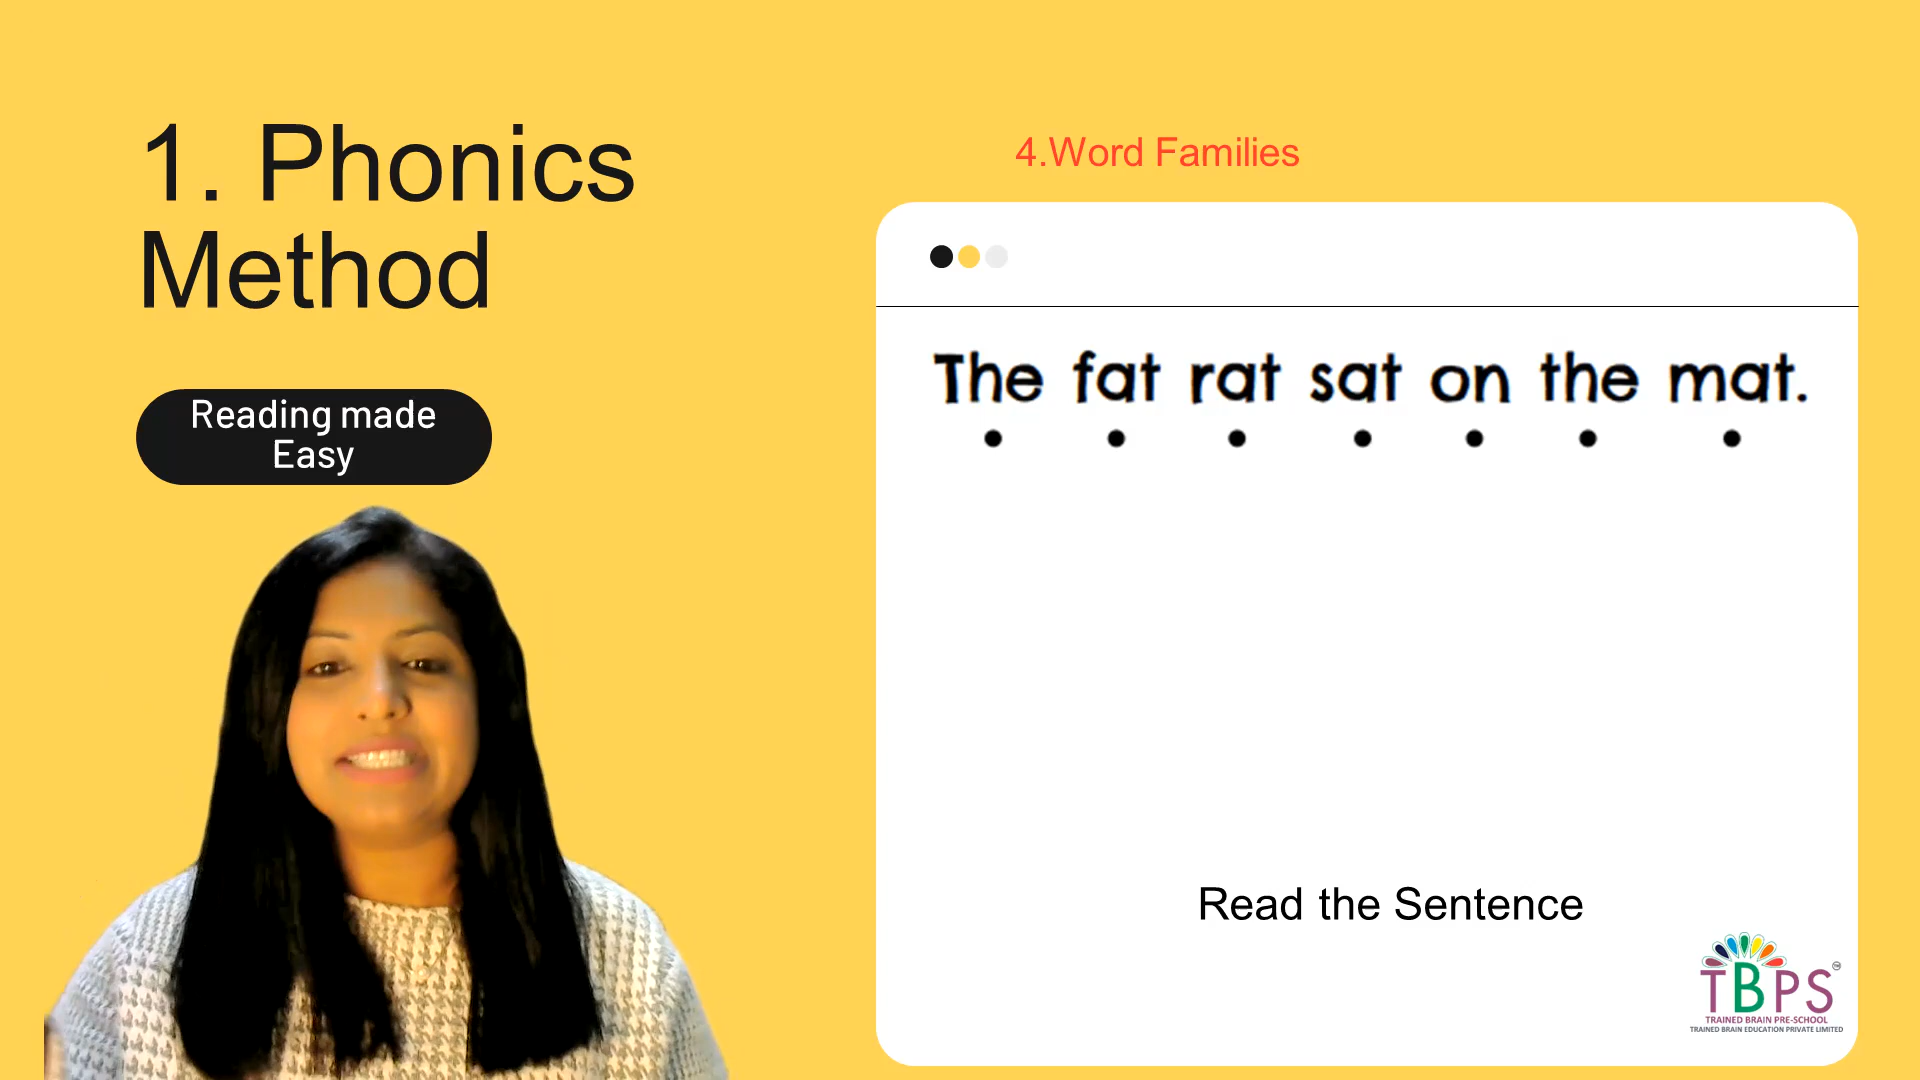 1. Phonics
Method
Reading made
Easy
4.Word Families
The fat rat sat on the mat.
Read the Sentence
TBPS™
TRAINED BRAIN PRE-SCHOOL
TRAINED BRAIN EDUCATION PRIVATE LIMITED